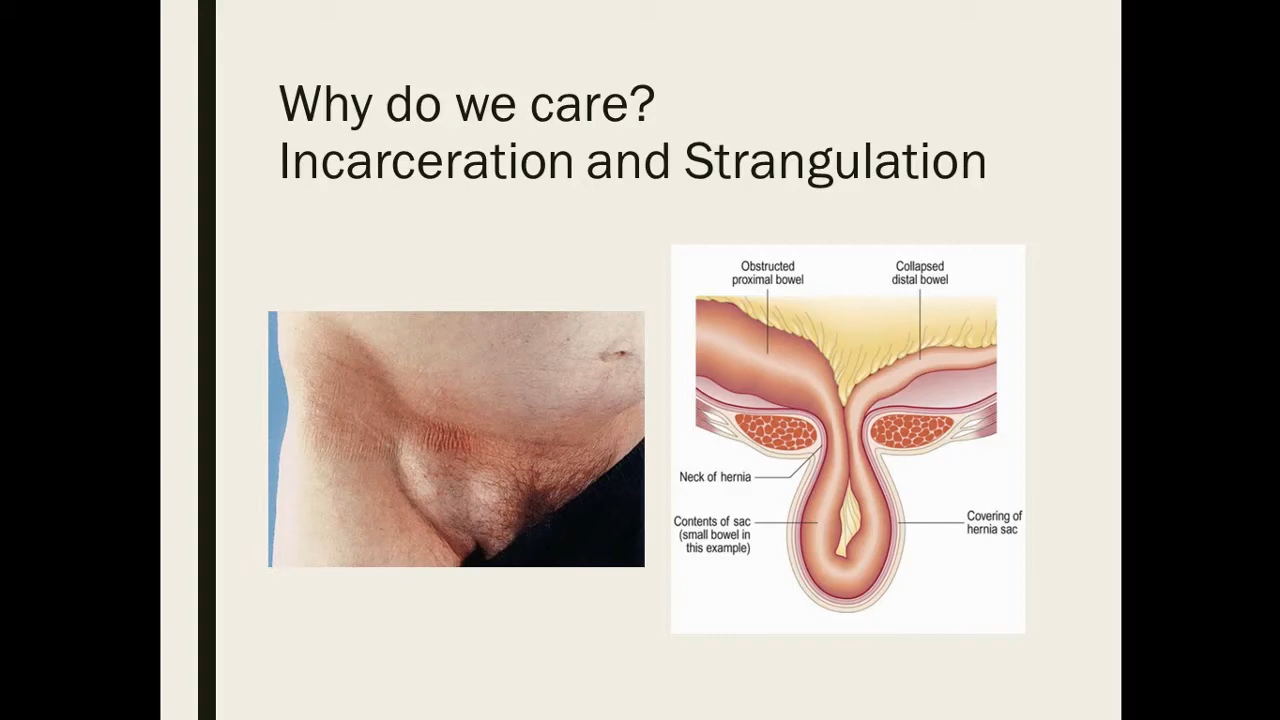 Why do we care?
Incarceration and Strangulation
Obstructed
proximal bowel
Collapsed
distal bowel
Neck of hernia
Contents of sac
(small bowel in
this example)
Covering of
hernia sac